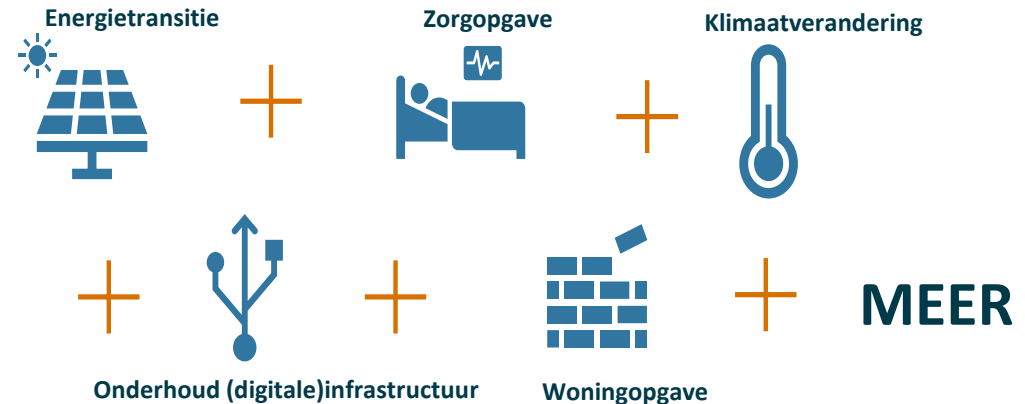 Energietransitie
Zorgopgave
Klimaatverandering
MEER
Onderhoud (digitale)infrastructuur
Woningopgave